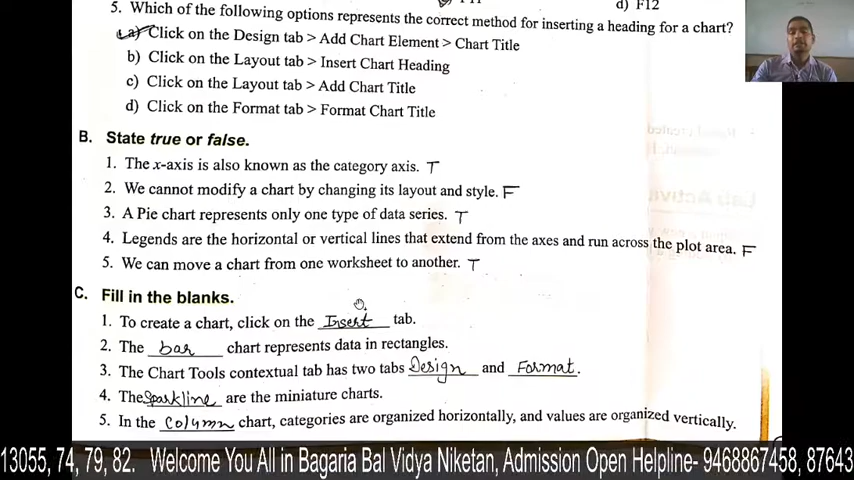 d) F12
5. Which of the following options represents the correct method for inserting a heading for a chart?
a) Click on the Design tab > Add Chart Element > Chart Title
b) Click on the Layout tab > Insert Chart Heading
c) Click on the Layout tab > Add Chart Title
d) Click on the Format tab > Format Chart Title
B. State true or false.
1. The x-axis is also known as the category axis. T
2. We cannot modify a chart by changing its layout and style. F
3. A Pie chart represents only one type of data series. T
4. Legends are the horizontal or vertical lines that extend from the axes and run across the plot area. F
5. We can move a chart from one worksheet to another. T
C. Fill in the blanks.
1. To create a chart, click on the Insert tab.
2. The bar chart represents data in rectangles.
3. The Chart Tools contextual tab has two tabs Design and Format.
4. The Sparkline are the miniature charts.
5. In the column chart, categories are organized horizontally, and values are organized vertically.
13055, 74, 79, 82. Welcome You All in Bagaria Bal Vidya Niketan, Admission Open Helpline- 9468867458, 87643